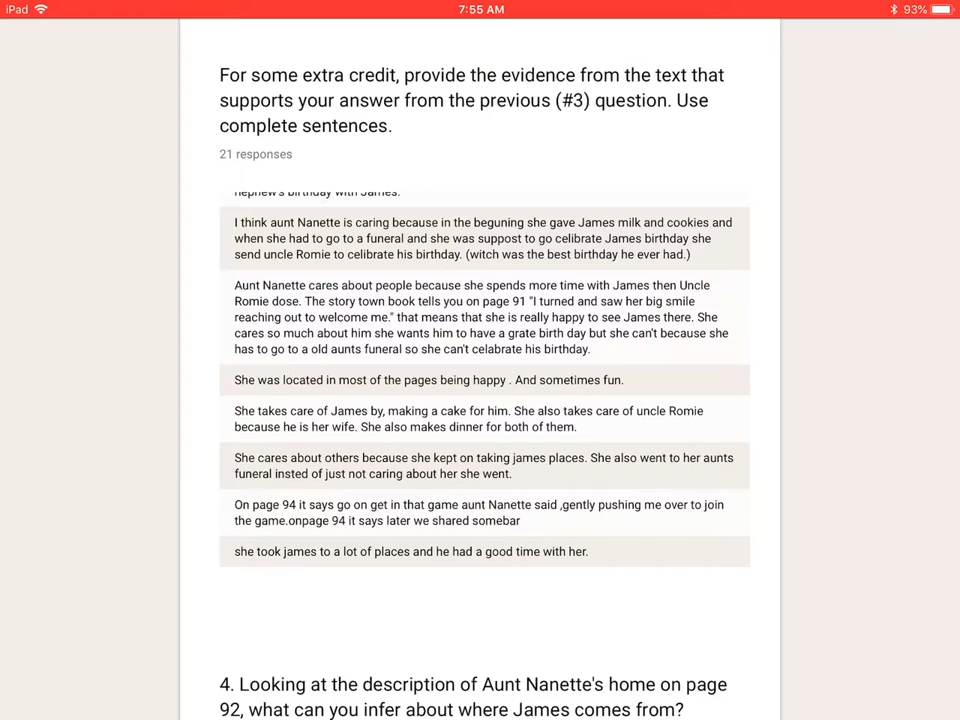 iPad 7:55 AM 93%
For some extra credit, provide the evidence from the text that
supports your answer from the previous (#3) question. Use
complete sentences.
21 responses
nephew's birthday with James.
I think aunt Nanette is caring because in the beguning she gave James milk and cookies and
when she had to go to a funeral and she was suppost to go celibrate James birthday she
send uncle Romie to celibrate his birthday. (witch was the best birthday he ever had.)
Aunt Nanette cares about people because she spends more time with James then Uncle
Romie dose. The story town book tells you on page 91 "I turned and saw her big smile
reaching out to welcome me." that means that she is really happy to see James there. She
cares so much about him she wants him to have a grate birth day but she can't because she
has to go to a old aunts funeral so she can't celabrate his birthday.
She was located in most of the pages being happy . And sometimes fun.
She takes care of James by, making a cake for him. She also takes care of uncle Romie
because he is her wife. She also makes dinner for both of them.
She cares about others because she kept on taking james places. She also went to her aunts
funeral insted of just not caring about her she went.
On page 94 it says go on get in that game aunt Nanette said ,gently pushing me over to join
the game.onpage 94 it says later we shared somebar
she took james to a lot of places and he had a good time with her.
4. Looking at the description of Aunt Nanette's home on page
92, what can you infer about where James comes from?